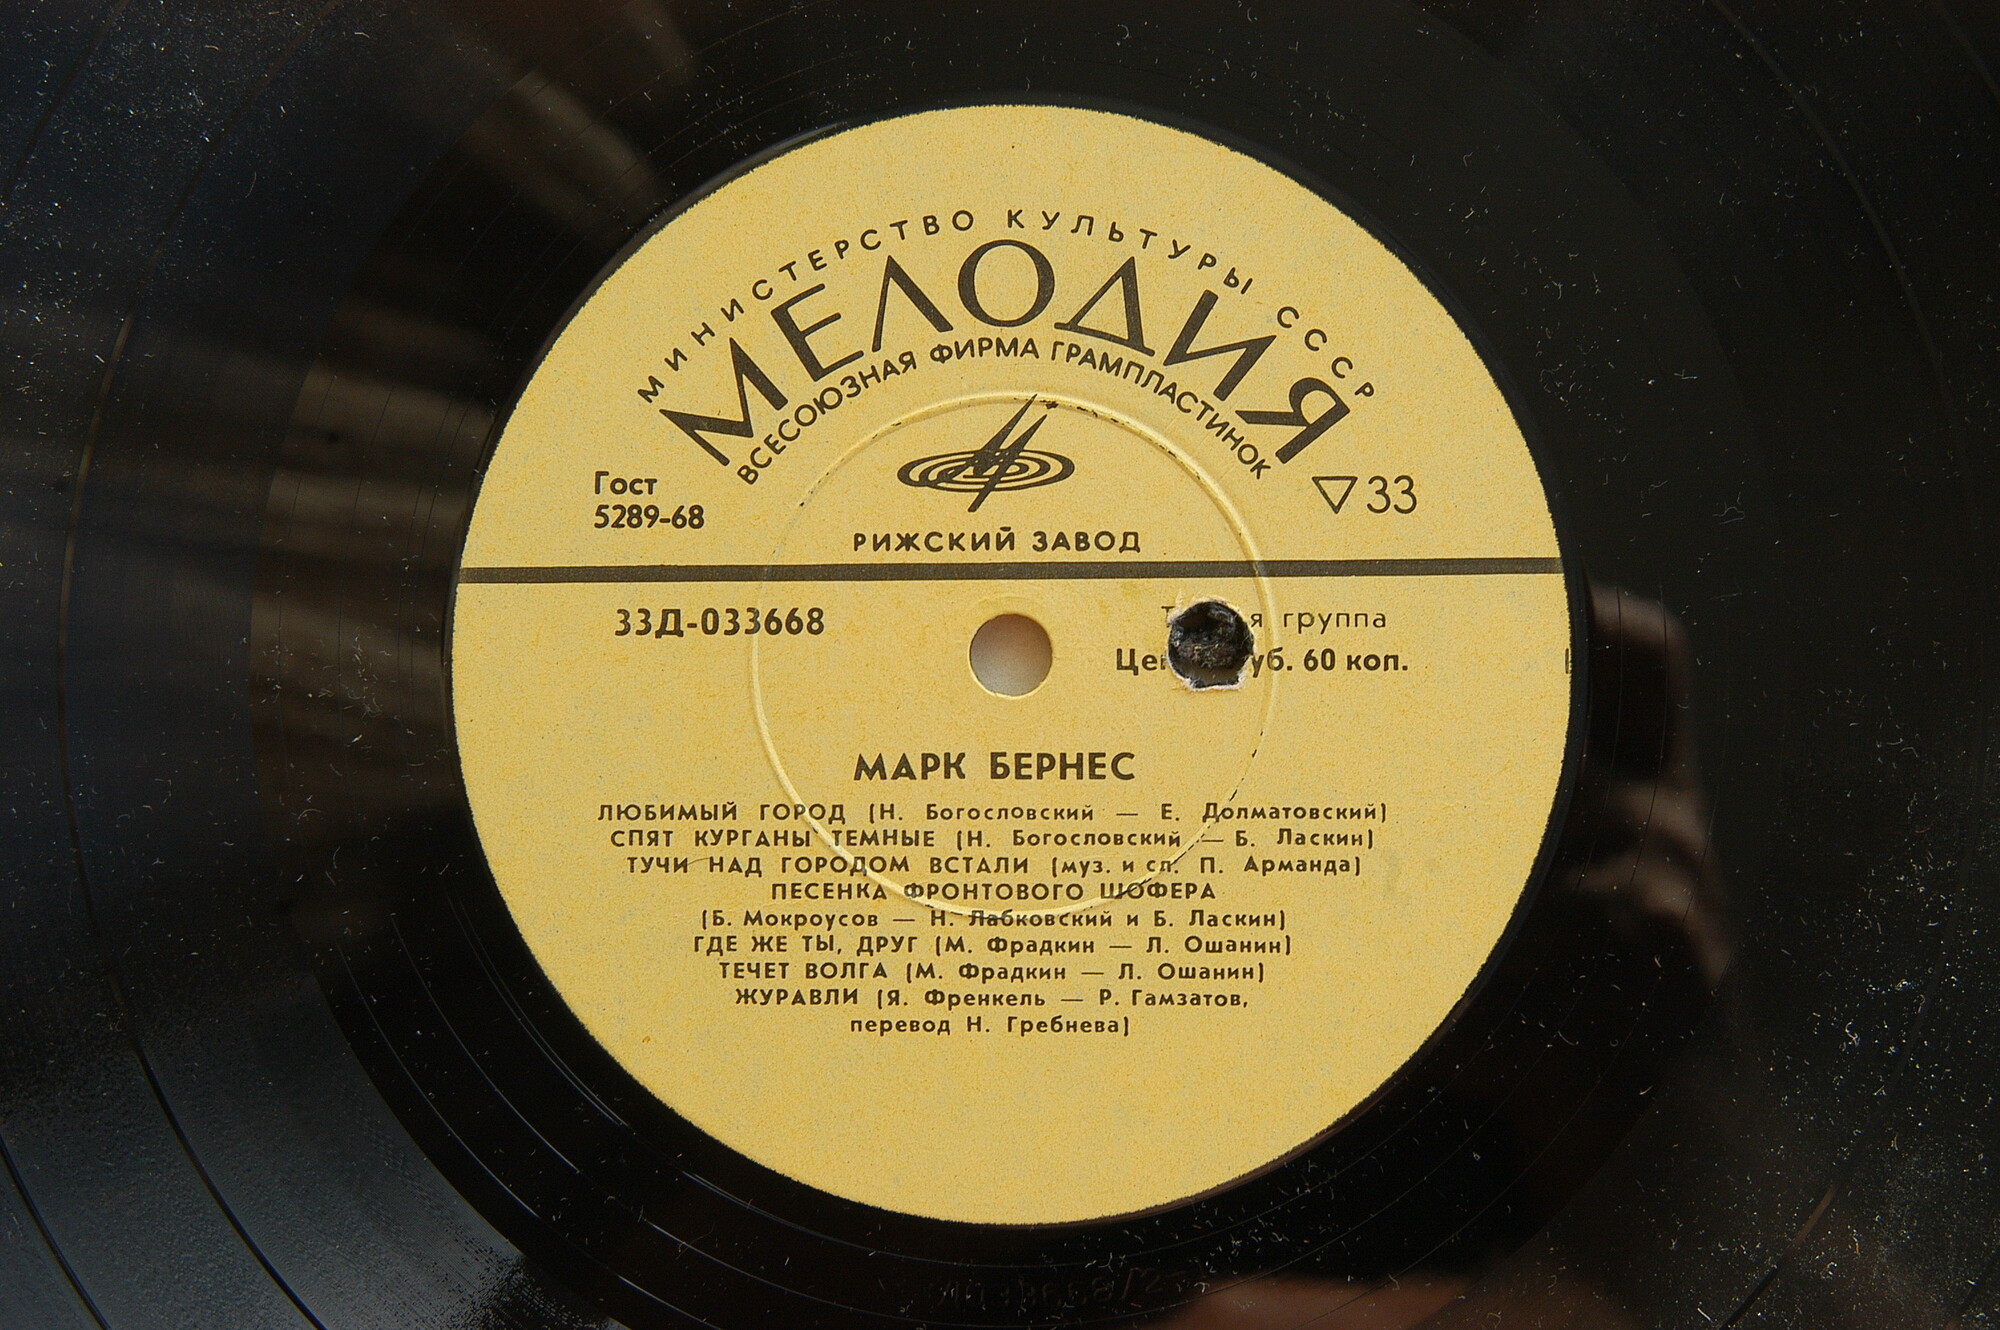 МИНИСТЕРСТВО КУЛЬТУРЫ СССР
МЕЛОДИЯ
ВСЕСОЮЗНАЯ ФИРМА ГРАМПЛАСТИНОК
Гост
5289-68
33
РИЖСКИЙ ЗАВОД
33Д-033668
группа
60 коп.
МАРК БЕРНЕС
ЛЮБИМЫЙ ГОРОД (Н. Богословский — Е. Долматовский)
СПЯТ КУРГАНЫ ТЕМНЫЕ (Н. Богословский — Б. Ласкин)
ТУЧИ НАД ГОРОДОМ ВСТАЛИ (муз. и сл. П. Арманда)
ПЕСЕНКА ФРОНТОВОГО ШОФЕРА
(Б. Мокроусов — Н. Лабковский и Б. Ласкин)
ГДЕ ЖЕ ТЫ, ДРУГ (М. Фрадкин — Л. Ошанин)
ТЕЧЕТ ВОЛГА (М. Фрадкин — Л. Ошанин)
ЖУРАВЛИ (Я. Френкель — Р. Гамзатов,
перевод Н. Гребнева)